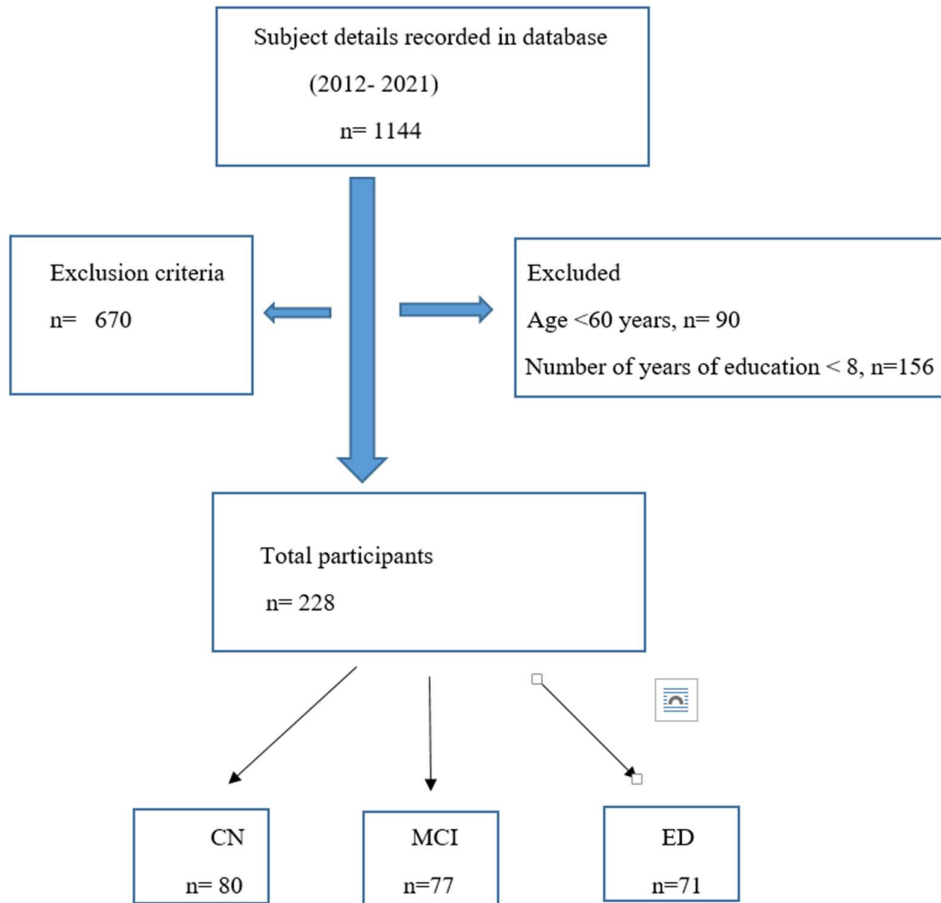 Subject details recorded in database
(2012- 2021)
n= 1144
Exclusion criteria
n= 670
Excluded
Age <60 years, n= 90
Number of years of education < 8, n=156
Total participants
n= 228
CN
n= 80
MCI
n=77
ED
n=71